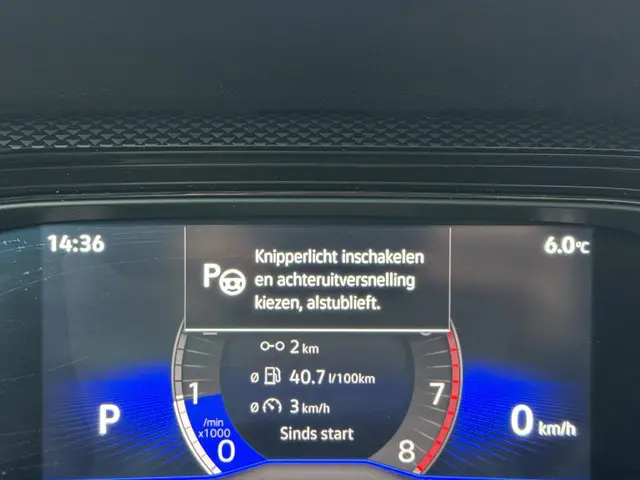 14:36
6.0°C
P
Knipperlicht inschakelen
en achteruitversnelling
kiezen, alstublieft.
2 km
ø 40.7 l/100km
ø 3 km/h
Sinds start
P
1
/min
x1000
0
7
8
0 km/h